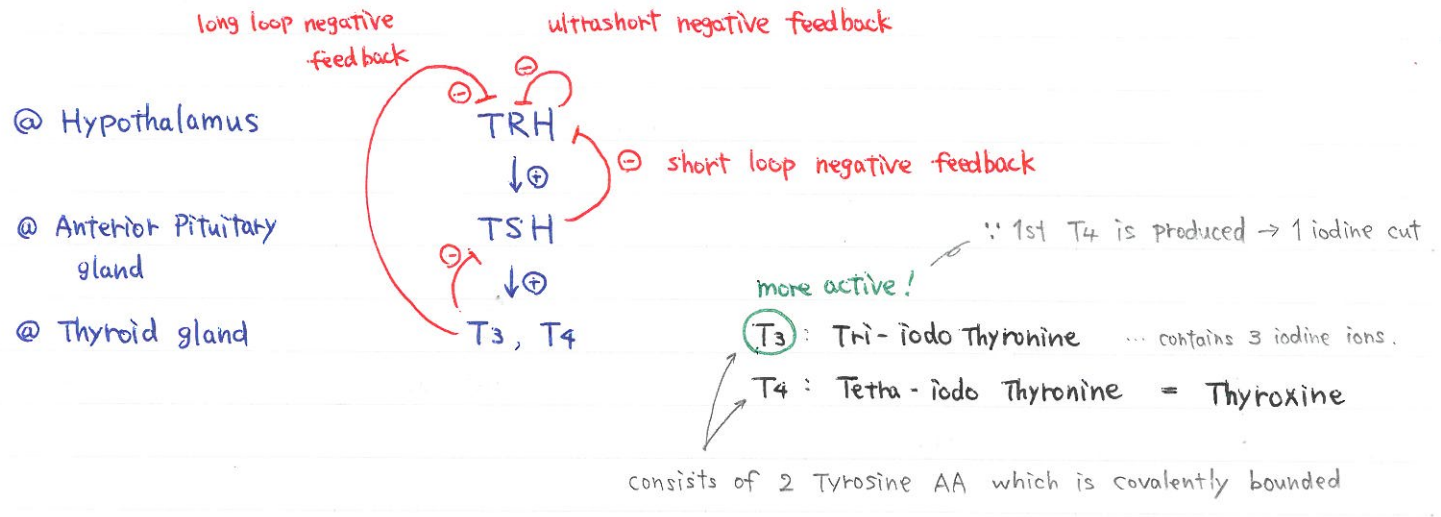 long loop negative
feedback
ultrashort negative feedback
⊖
⊖
@ Hypothalamus
TRH
↓⊕
⊖ short loop negative feedback
@ Anterior Pituitary
gland
TSH
⊖
↓⊕
@ Thyroid gland
T3, T4
∵ 1st T4 is produced → 1 iodine cut
more active!
T3: Tri-iodo Thyronine ... contains 3 iodine ions.
T4: Tetra-iodo Thyronine = Thyroxine
consists of 2 Tyrosine AA which is covalently bounded